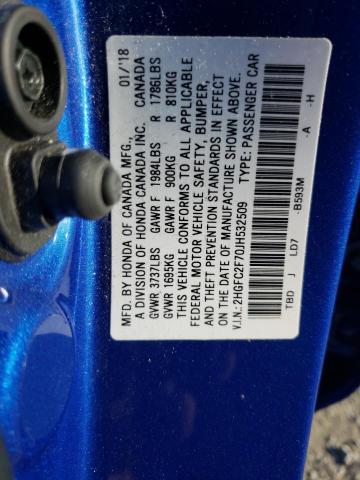 MFD. BY HONDA OF CANADA MFG., 01/'18
A DIVISION OF HONDA CANADA INC. CANADA
GVWR 3737LBS GAWR F 1984LBS R 1786LBS
GVWR 1695KG GAWR F 900KG R 810KG
THIS VEHICLE CONFORMS TO ALL APPLICABLE
FEDERAL MOTOR VEHICLE SAFETY, BUMPER,
AND THEFT PREVENTION STANDARDS IN EFFECT
ON THE DATE OF MANUFACTURE SHOWN ABOVE.
V.I.N.:2HGFC2F70JH532509 TYPE: PASSENGER CAR
TBD J LD7 -B593M -A -H